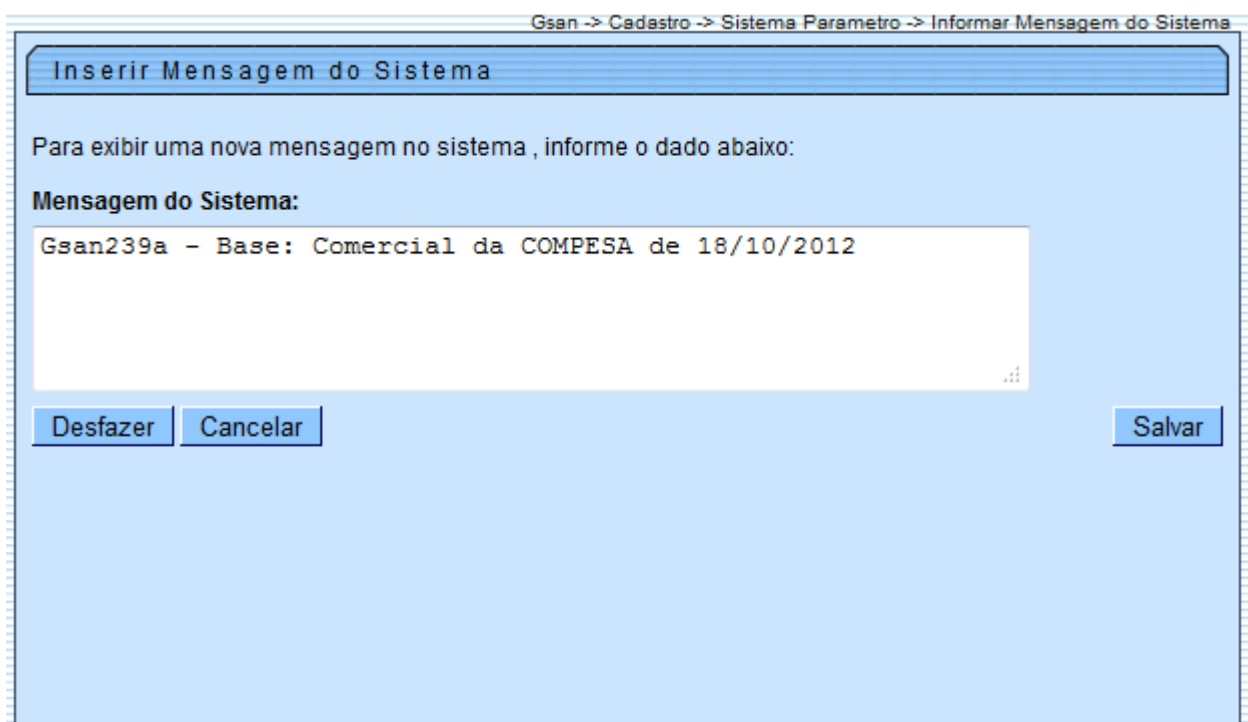 Gsan -> Cadastro -> Sistema Parametro -> Informar Mensagem do Sistema
Inserir Mensagem do Sistema
Para exibir uma nova mensagem no sistema , informe o dado abaixo:
Mensagem do Sistema:
Gsan239a - Base: Comercial da COMPESA de 18/10/2012
Desfazer Cancelar Salvar